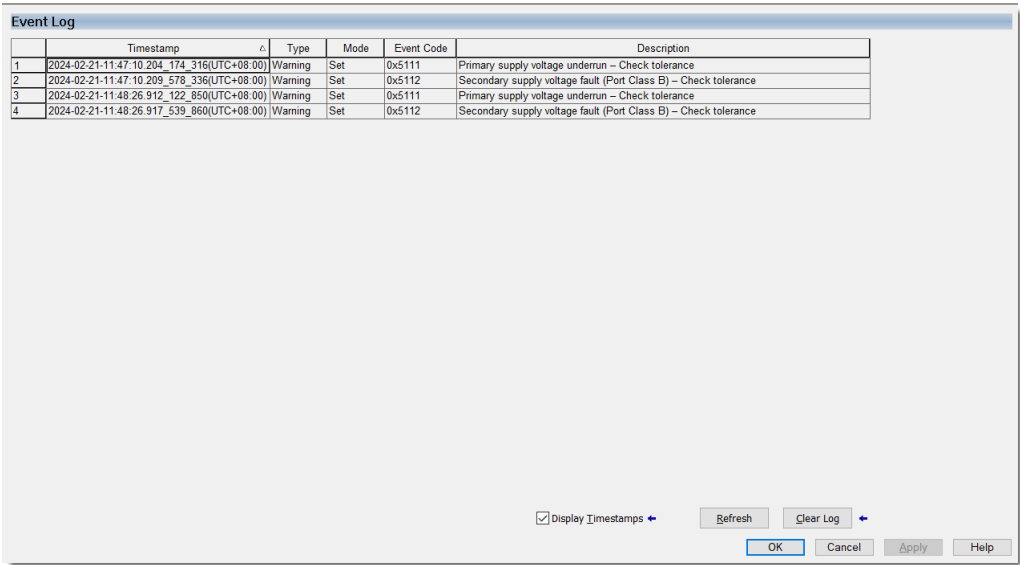 Event Log
Timestamp Type Mode Event Code Description
1 2024-02-21-11:47:10.204_174_316(UTC+08:00) Warning Set 0x5111 Primary supply voltage underrun – Check tolerance
2 2024-02-21-11:47:10.209_578_336(UTC+08:00) Warning Set 0x5112 Secondary supply voltage fault (Port Class B) – Check tolerance
3 2024-02-21-11:48:26.912_122_850(UTC+08:00) Warning Set 0x5111 Primary supply voltage underrun – Check tolerance
4 2024-02-21-11:48:26.917_539_860(UTC+08:00) Warning Set 0x5112 Secondary supply voltage fault (Port Class B) – Check tolerance
Display Timestamps Refresh Clear Log
OK Cancel Apply Help